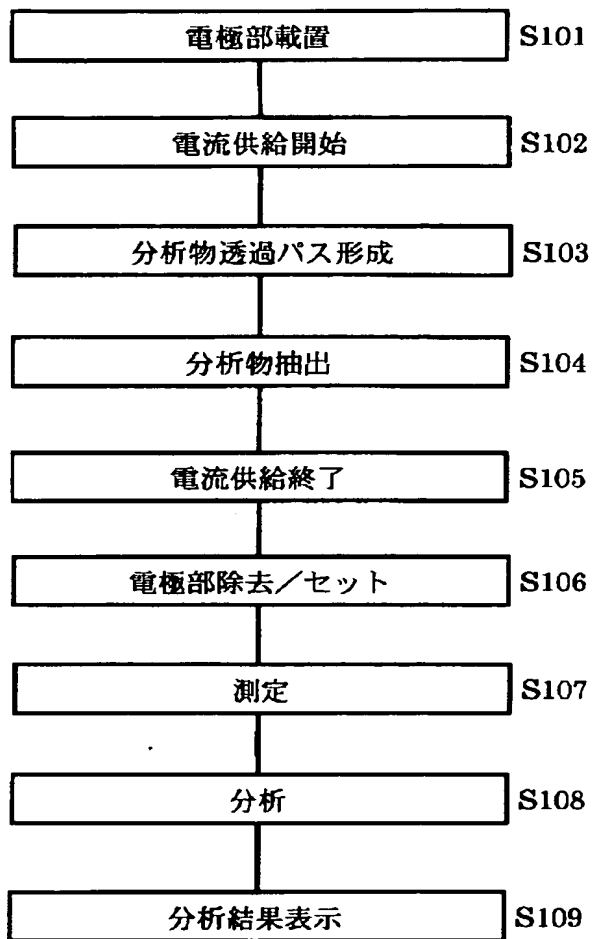 電極部載置 S101
電流供給開始 S102
分析物透過パス形成 S103
分析物抽出 S104
電流供給終了 S105
電極部除去／セット S106
測定 S107
分析 S108
分析結果表示 S109